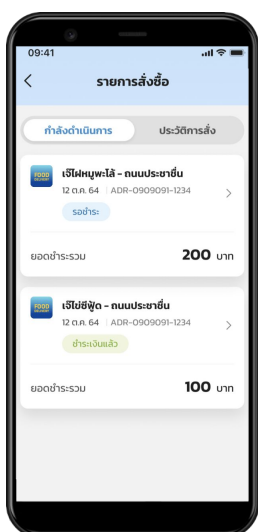 09:41
รายการสั่งซื้อ
กำลังดำเนินการ ประวัติการสั่ง
FOOD
DELIVERY
เจ๊ไฝหมูพะโล้ - ถนนประชาชื่น
12 ต.ค. 64 ADR-0909091-1234
รอชำระ
ยอดชำระรวม 200 บาท
FOOD
DELIVERY
เจ๊ไข่ซีฟู้ด - ถนนประชาชื่น
12 ต.ค. 64 ADR-0909091-1234
ชำระเงินแล้ว
ยอดชำระรวม 100 บาท